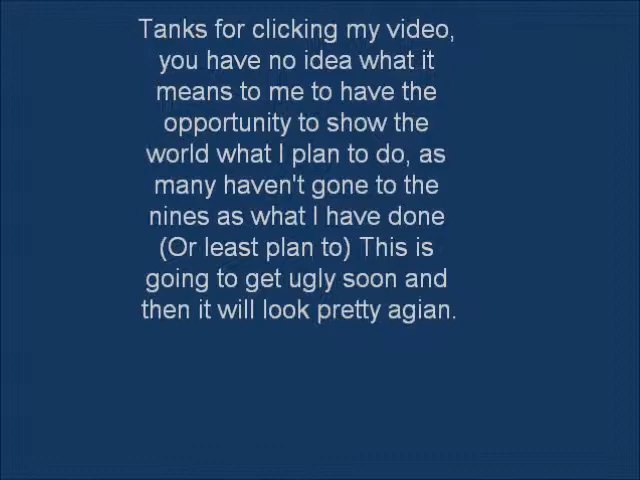 Tanks for clicking my video,
you have no idea what it
means to me to have the
opportunity to show the
world what I plan to do, as
many haven't gone to the
nines as what I have done
(Or least plan to) This is
going to get ugly soon and
then it will look pretty agian.